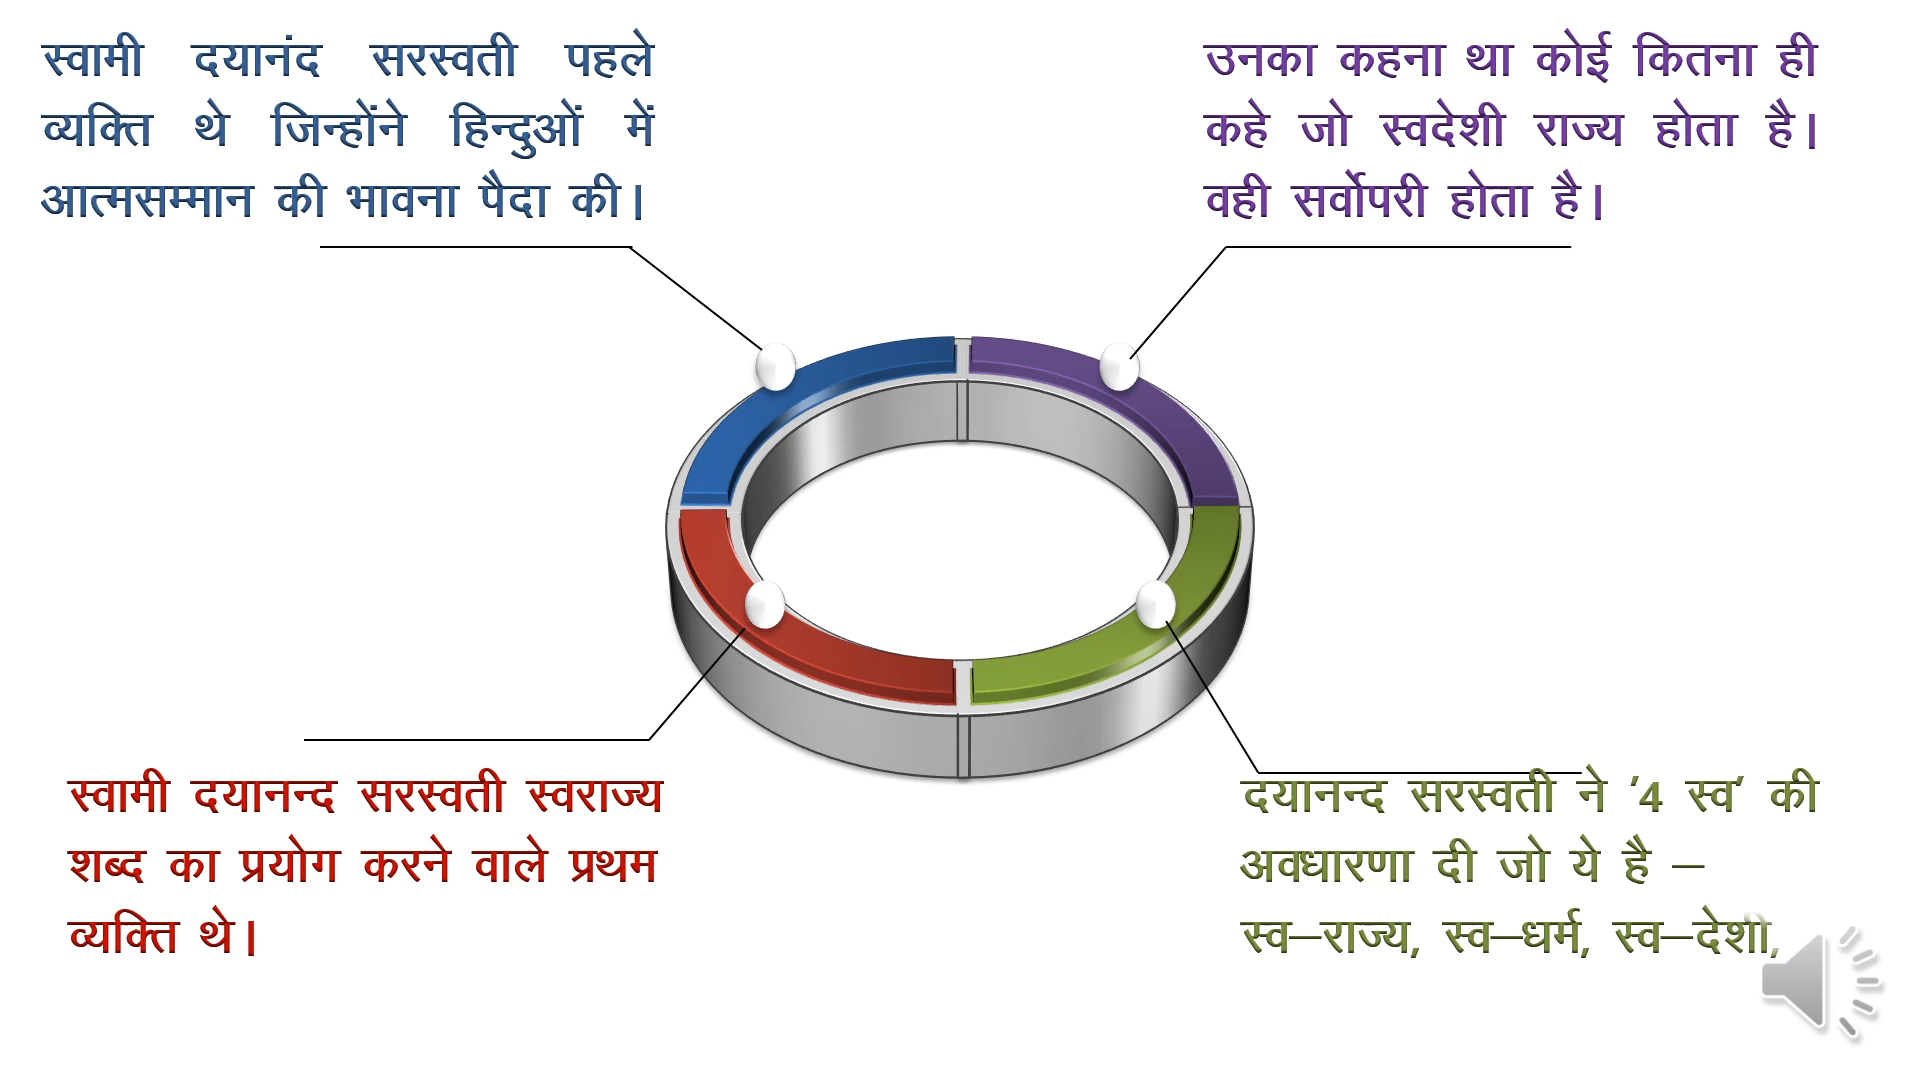 स्वामी दयानंद सरस्वती पहले
व्यक्ति थे जिन्होंने हिन्दुओं में
आत्मसम्मान की भावना पैदा की।
उनका कहना था कोई कितना ही
कहे जो स्वदेशी राज्य होता है।
वही सर्वोपरी होता है।
स्वामी दयानन्द सरस्वती स्वराज्य
शब्द का प्रयोग करने वाले प्रथम
व्यक्ति थे।
दयानन्द सरस्वती ने '4 स्व' की
अवधारणा दी जो ये है –
स्व–राज्य, स्व–धर्म, स्व–देशी,